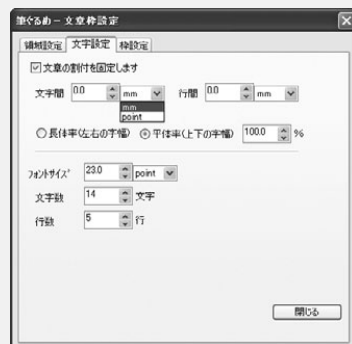 筆ぐるめ－文章枠設定
領域設定 文字設定 枠設定
文章の割付を固定します
文字間 0.0 mm 行間 0.0 mm
mm
point
長体率(左右の字幅) 平体率(上下の字幅) 100.0 %
フォントサイズ 23.0 point
文字数 14 文字
行数 5 行
閉じる